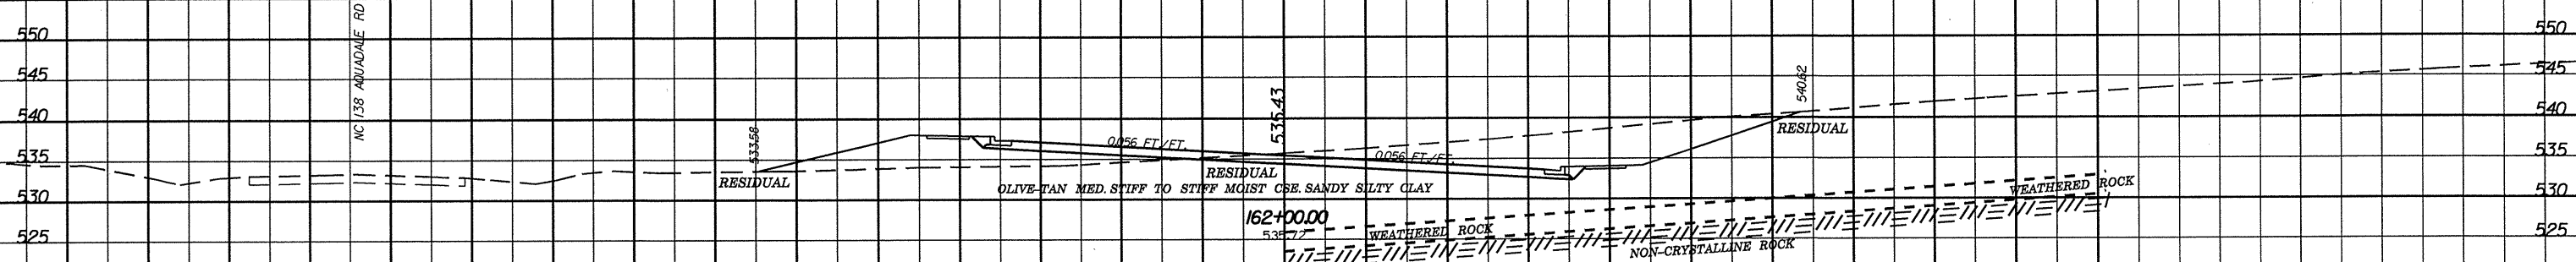 550
550
NC 138 AQUADALE RD
545
545
540
540
540.62
535.43
533.58
0.056 FT./FT.
0.056 FT./FT.
RESIDUAL
535
535
RESIDUAL
RESIDUAL
OLIVE-TAN MED. STIFF TO STIFF MOIST CSE. SANDY SILTY CLAY
WEATHERED ROCK
530
530
162+00.00
535.72
WEATHERED ROCK
525
525
NON-CRYSTALLINE ROCK